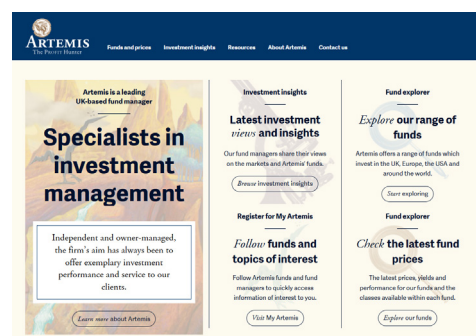 ARTEMIS
The PROFIT Hunter
Funds and prices
Investment insights
Resources
About Artemis
Contact us
Artemis is a leading
UK-based fund manager
Specialists in
investment
management
Independent and owner-managed,
the firm's aim has always been to
offer exemplary investment
performance and service to our
clients.
Learn more about Artemis
Investment insights
Latest investment
views and insights
Our fund managers share their views
on the markets and Artemis' funds.
Browse investment insights
Register for My Artemis
Follow funds and
topics of interest
Follow Artemis funds and fund
managers to quickly access
information of interest to you.
Visit My Artemis
Fund explorer
Explore our range of
funds
Artemis offers a range of funds which
invest in the UK, Europe, the USA and
around the world.
Start exploring
Fund explorer
Check the latest fund
prices
The latest prices, yields and
performance for our funds and the
classes available within each fund.
Explore our funds